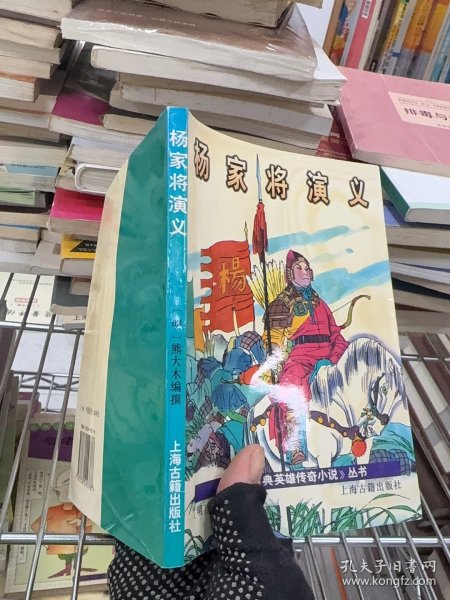 杨家将演义
[明]熊大木编撰
上海古籍出版社
杨家将演义
楊
典英雄传奇小说》丛书
上海古籍出版社
排毒与
孔夫子旧书网
www.kongfz.com